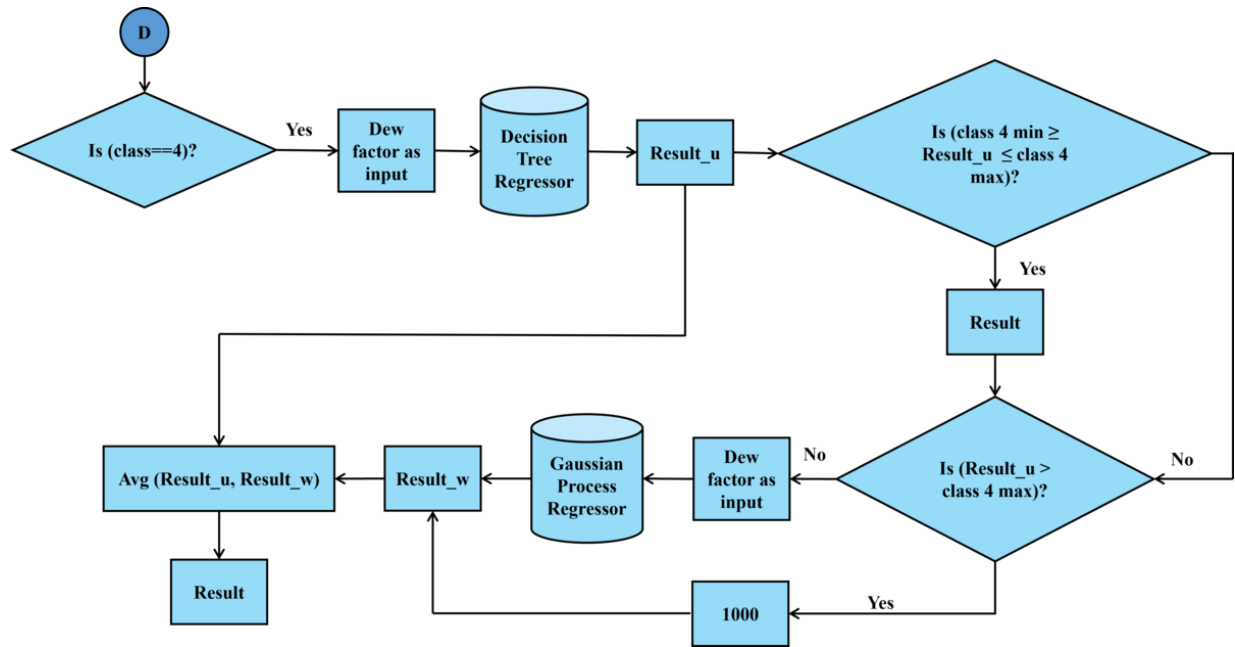 D
Is (class==4)?
Yes
Dew
factor as
input
Decision
Tree
Regressor
Result_u
Is (class 4 min ≥
Result_u ≤ class 4
max)?
Yes
Result
No
Is (Result_u >
class 4 max)?
No
Dew
factor as
input
Gaussian
Process
Regressor
Result_w
Avg (Result_u, Result_w)
Result
Yes
1000